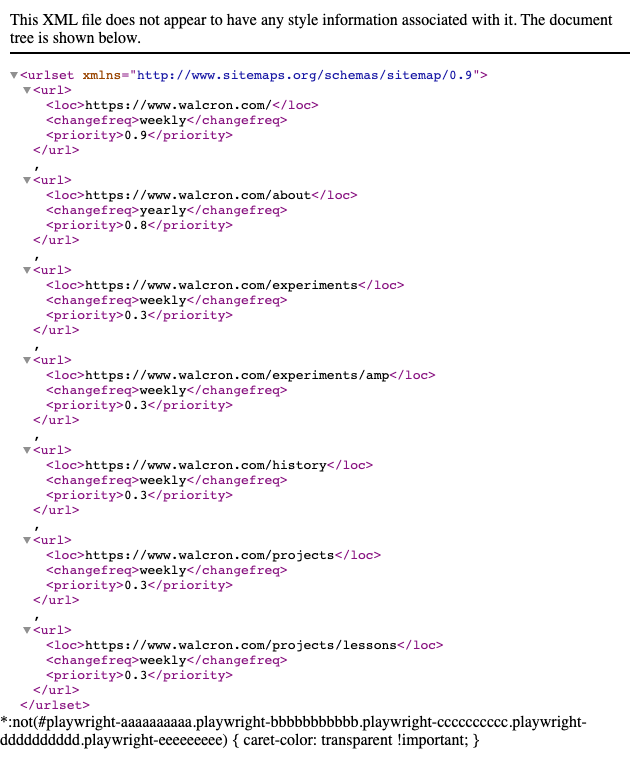 This XML file does not appear to have any style information associated with it. The document
tree is shown below.
▼<urlset xmlns="http://www.sitemaps.org/schemas/sitemap/0.9">
▼<url>
<loc>https://www.walcron.com/</loc>
<changefreq>weekly</changefreq>
<priority>0.9</priority>
</url>
,
▼<url>
<loc>https://www.walcron.com/about</loc>
<changefreq>yearly</changefreq>
<priority>0.8</priority>
</url>
,
▼<url>
<loc>https://www.walcron.com/experiments</loc>
<changefreq>weekly</changefreq>
<priority>0.3</priority>
</url>
,
▼<url>
<loc>https://www.walcron.com/experiments/amp</loc>
<changefreq>weekly</changefreq>
<priority>0.3</priority>
</url>
,
▼<url>
<loc>https://www.walcron.com/history</loc>
<changefreq>weekly</changefreq>
<priority>0.3</priority>
</url>
,
▼<url>
<loc>https://www.walcron.com/projects</loc>
<changefreq>weekly</changefreq>
<priority>0.3</priority>
</url>
,
▼<url>
<loc>https://www.walcron.com/projects/lessons</loc>
<changefreq>weekly</changefreq>
<priority>0.3</priority>
</url>
</urlset>
*:not(#playwright-aaaaaaaaaa.playwright-bbbbbbbbbbb.playwright-cccccccccc.playwright-
dddddddddd.playwright-eeeeeeeee) { caret-color: transparent !important; }